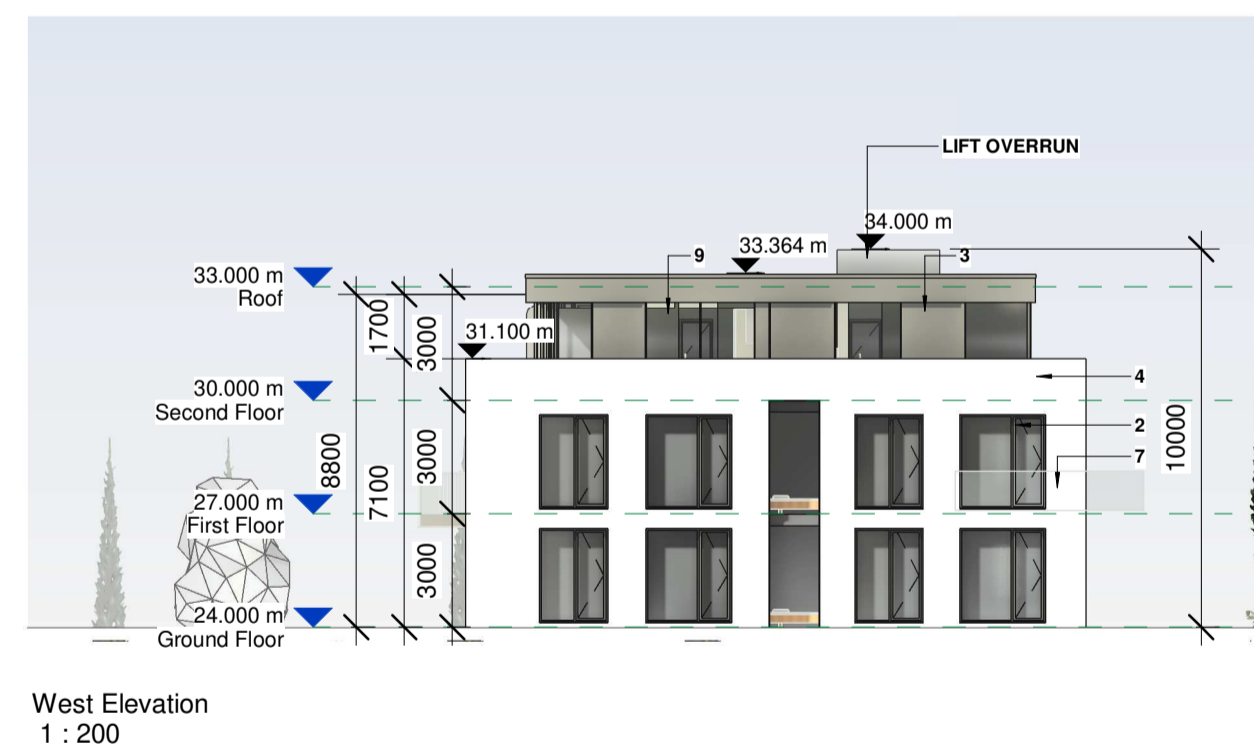 LIFT OVERRUN
34.000 m
33.364 m
9
3
33.000 m
Roof
1700
3000
31.100 m
4
30.000 m
Second Floor
2
10000
8800
7100
3000
7
27.000 m
First Floor
3000
24.000 m
Ground Floor
West Elevation
1 : 200